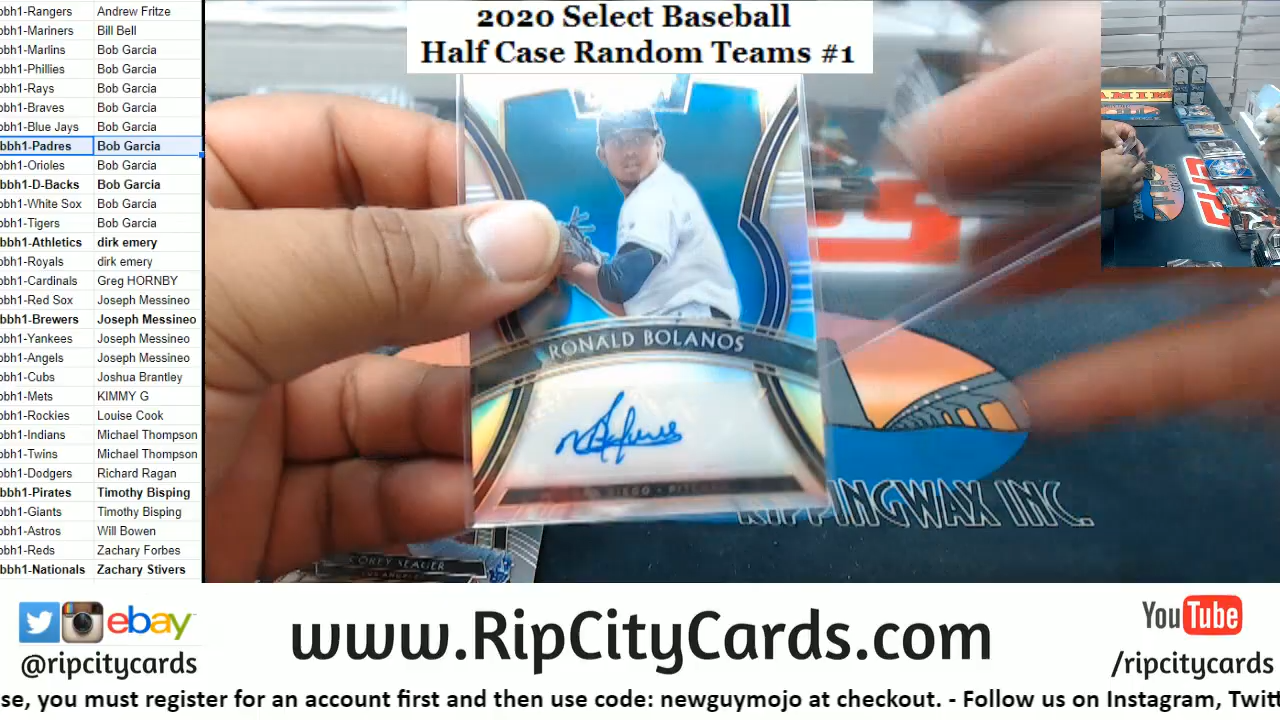 2020 Select Baseball
Half Case Random Teams #1
bbh1-Rangers Andrew Fritze
bbh1-Mariners Bill Bell
bbh1-Marlins Bob Garcia
bbh1-Phillies Bob Garcia
bbh1-Rays Bob Garcia
bbh1-Braves Bob Garcia
bbh1-Blue Jays Bob Garcia
bbh1-Padres Bob Garcia
bbh1-Orioles Bob Garcia
bbh1-D-Backs Bob Garcia
bbh1-White Sox Bob Garcia
bbh1-Tigers Bob Garcia
bbh1-Athletics dirk emery
bbh1-Royals dirk emery
bbh1-Cardinals Greg HORNBY
bbh1-Red Sox Joseph Messineo
bbh1-Brewers Joseph Messineo
bbh1-Yankees Joseph Messineo
bbh1-Angels Joseph Messineo
bbh1-Cubs Joshua Brantley
bbh1-Mets KIMMY G
bbh1-Rockies Louise Cook
bbh1-Indians Michael Thompson
bbh1-Twins Michael Thompson
bbh1-Dodgers Richard Ragan
bbh1-Pirates Timothy Bisping
bbh1-Giants Timothy Bisping
bbh1-Astros Will Bowen
bbh1-Reds Zachary Forbes
bbh1-Nationals Zachary Stivers
RONALD BOLANOS
COREY SEAGER
RIPPINGWAX INC.
ebay
@ripcitycards
www.RipCityCards.com
YouTube
/ripcitycards
se, you must register for an account first and then use code: newguymojo at checkout. - Follow us on Instagram, Twitt